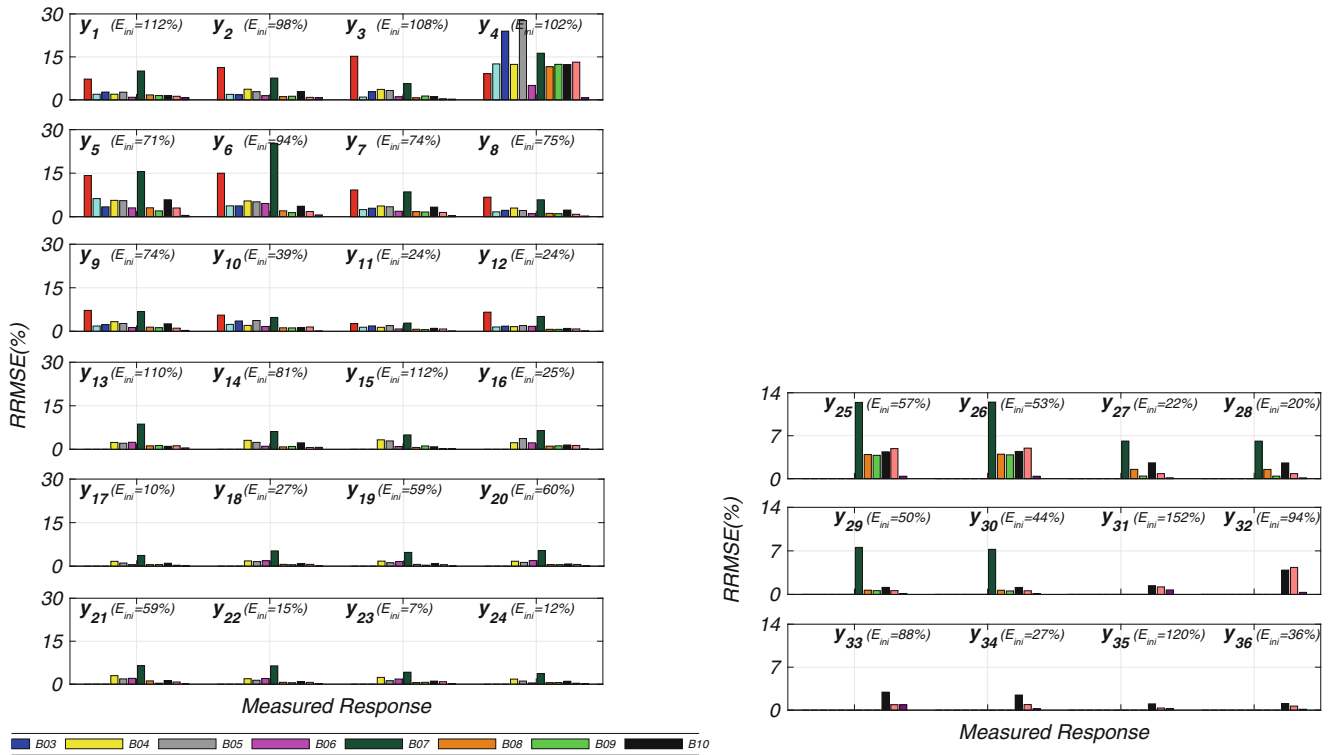 30
15
0
y1 (Eini=112%) y2 (Eini=98%) y3 (Eini=108%) y4 (Eini=102%)
30
15
0
y5 (Eini=71%) y6 (Eini=94%) y7 (Eini=74%) y8 (Eini=75%)
30
15
0
y9 (Eini=74%) y10 (Eini=39%) y11 (Eini=24%) y12 (Eini=24%)
RRMSE(%)
30
15
0
y13 (Eini=110%) y14 (Eini=81%) y15 (Eini=112%) y16 (Eini=25%)
30
15
0
y17 (Eini=10%) y18 (Eini=27%) y19 (Eini=59%) y20 (Eini=60%)
30
15
0
y21 (Eini=59%) y22 (Eini=15%) y23 (Eini=7%) y24 (Eini=12%)
Measured Response
B03 B04 B05 B06 B07 B08 B09 B10
14
7
0
y25 (Eini=57%) y26 (Eini=53%) y27 (Eini=22%) y28 (Eini=20%)
14
7
0
y29 (Eini=50%) y30 (Eini=44%) y31 (Eini=152%) y32 (Eini=94%)
RRMSE(%)
14
7
0
y33 (Eini=88%) y34 (Eini=27%) y35 (Eini=120%) y36 (Eini=36%)
Measured Response